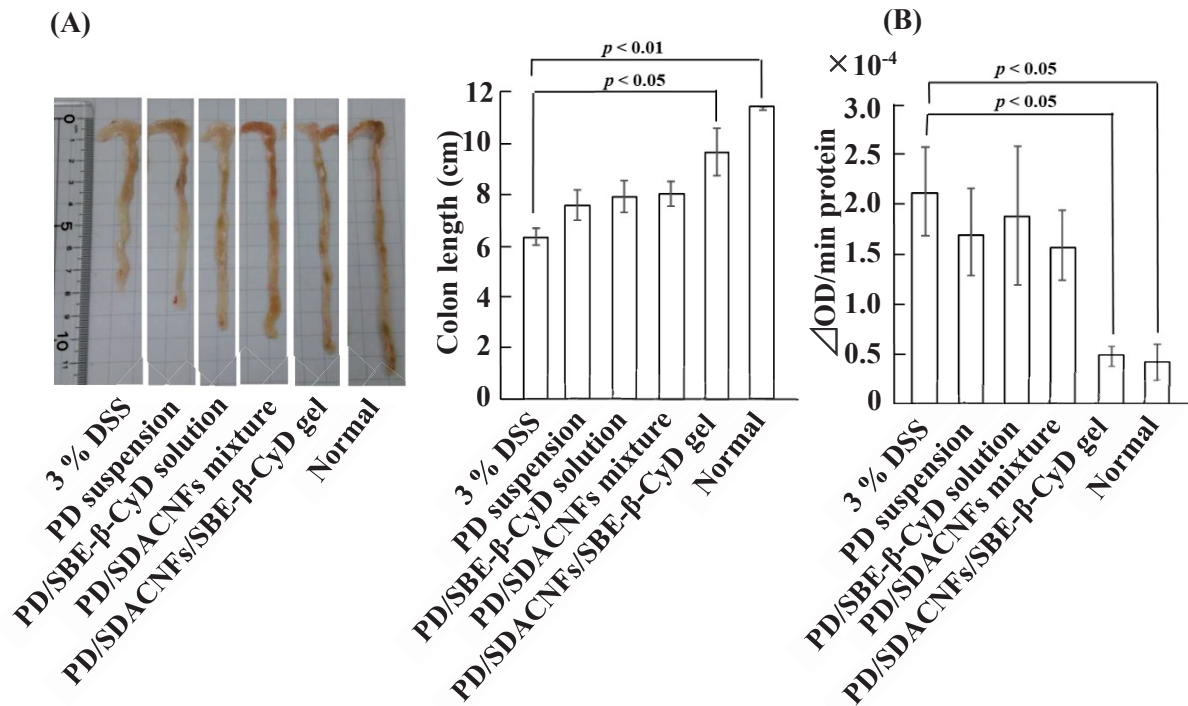 (A)
0
5
10
11
3 % DSS
PD suspension
PD/SBE-β-CyD solution
PD/SDACNFs mixture
PD/SDACNFs/SBE-β-CyD gel
Normal
p < 0.01
p < 0.05
Colon length (cm)
12
10
8
6
4
2
0
3 % DSS
PD suspension
PD/SBE-β-CyD solution
PD/SDACNFs mixture
PD/SDACNFs/SBE-β-CyD gel
Normal
(B)
×10⁻⁴
p < 0.05
p < 0.05
△OD/min protein
3.0
2.5
2.0
1.5
1.0
0.5
0
3 % DSS
PD suspension
PD/SBE-β-CyD solution
PD/SDACNFs mixture
PD/SDACNFs/SBE-β-CyD gel
Normal